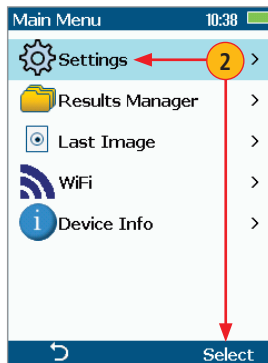 Main Menu 10:38
Settings 2 >
Results Manager >
Last Image >
WiFi >
i Device Info >
Select